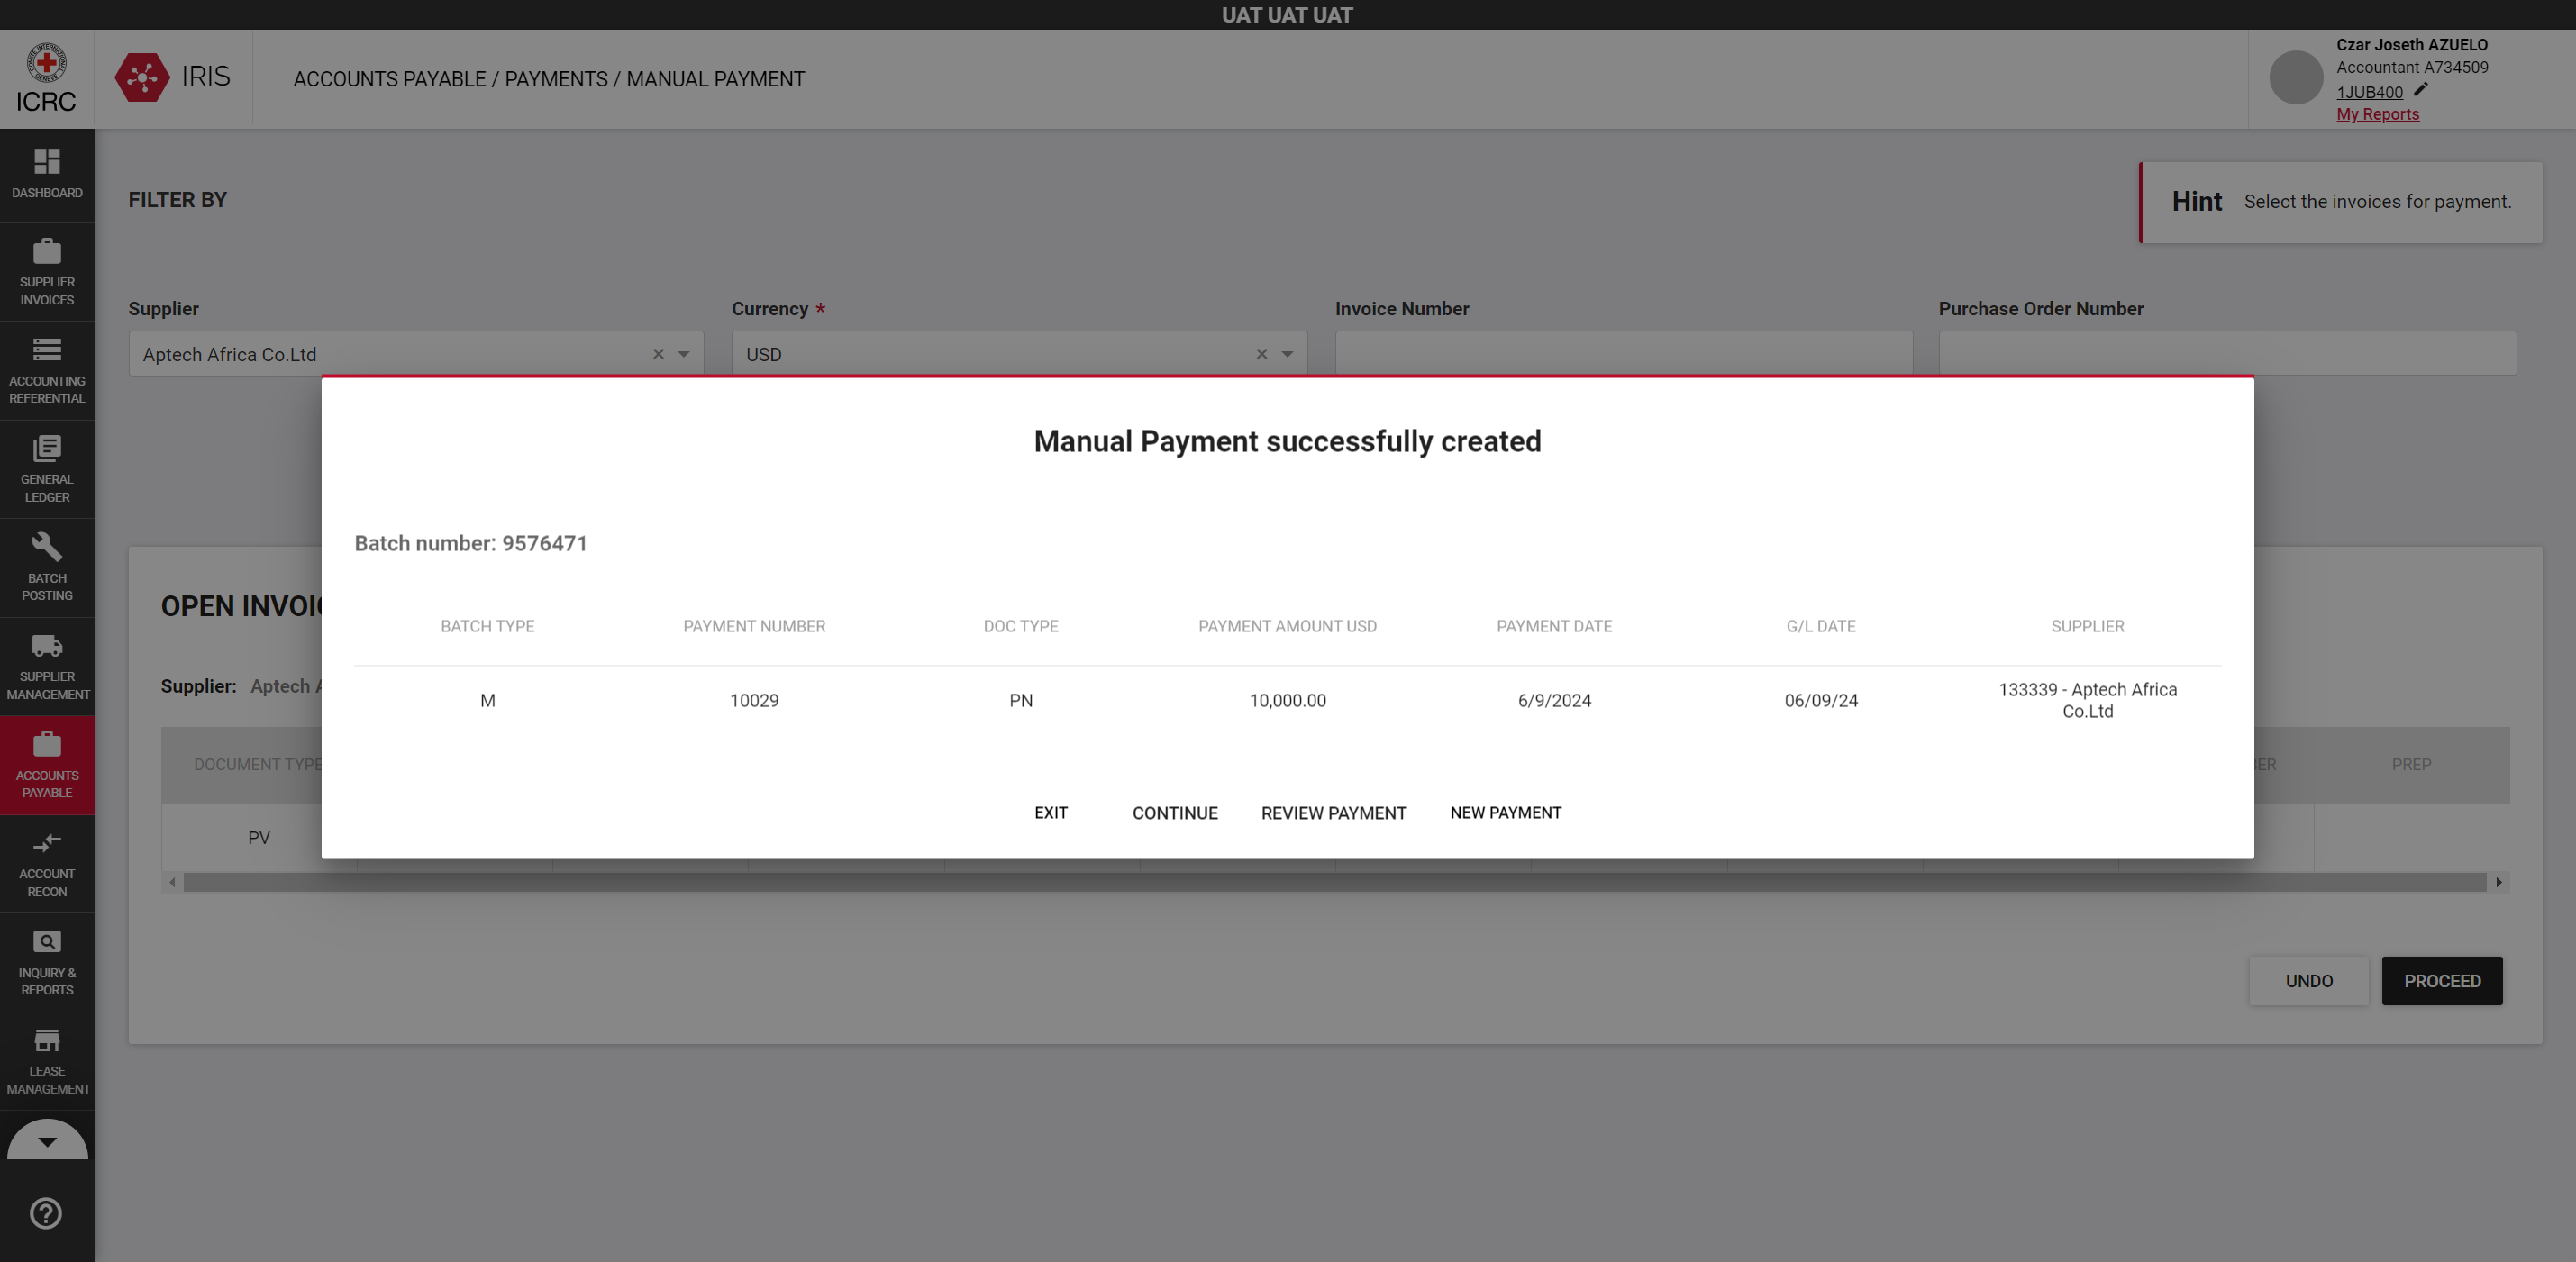 UAT UAT UAT
ICRC
IRIS
ACCOUNTS PAYABLE / PAYMENTS / MANUAL PAYMENT
Czar Joseth AZUELO
Accountant A734509
1JUB400
My Reports
DASHBOARD
SUPPLIER
INVOICES
ACCOUNTING
REFERENTIAL
GENERAL
LEDGER
BATCH
POSTING
SUPPLIER
MANAGEMENT
ACCOUNTS
PAYABLE
ACCOUNT
RECON
INQUIRY &
REPORTS
LEASE
MANAGEMENT
FILTER BY
Hint Select the invoices for payment.
Supplier Currency * Invoice Number Purchase Order Number
Aptech Africa Co.Ltd USD
Manual Payment successfully created
Batch number: 9576471
BATCH TYPE PAYMENT NUMBER DOC TYPE PAYMENT AMOUNT USD PAYMENT DATE G/L DATE SUPPLIER
M 10029 PN 10,000.00 6/9/2024 06/09/24 133339 - Aptech Africa
Co.Ltd
EXIT CONTINUE REVIEW PAYMENT NEW PAYMENT
OPEN INVOI
Supplier: Aptech A
DOCUMENT TYPE ER PREP
PV
UNDO PROCEED